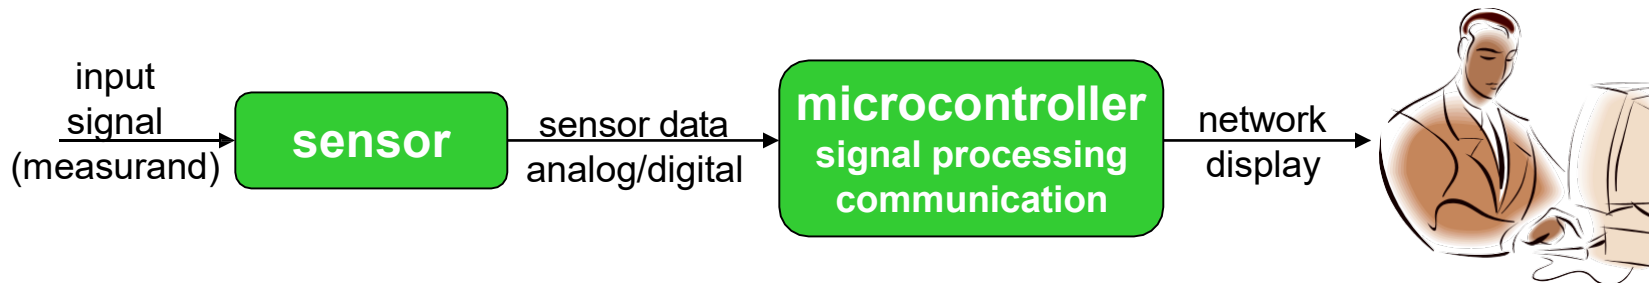 input
signal
(measurand)
sensor
sensor data
analog/digital
microcontroller
signal processing
communication
network
display